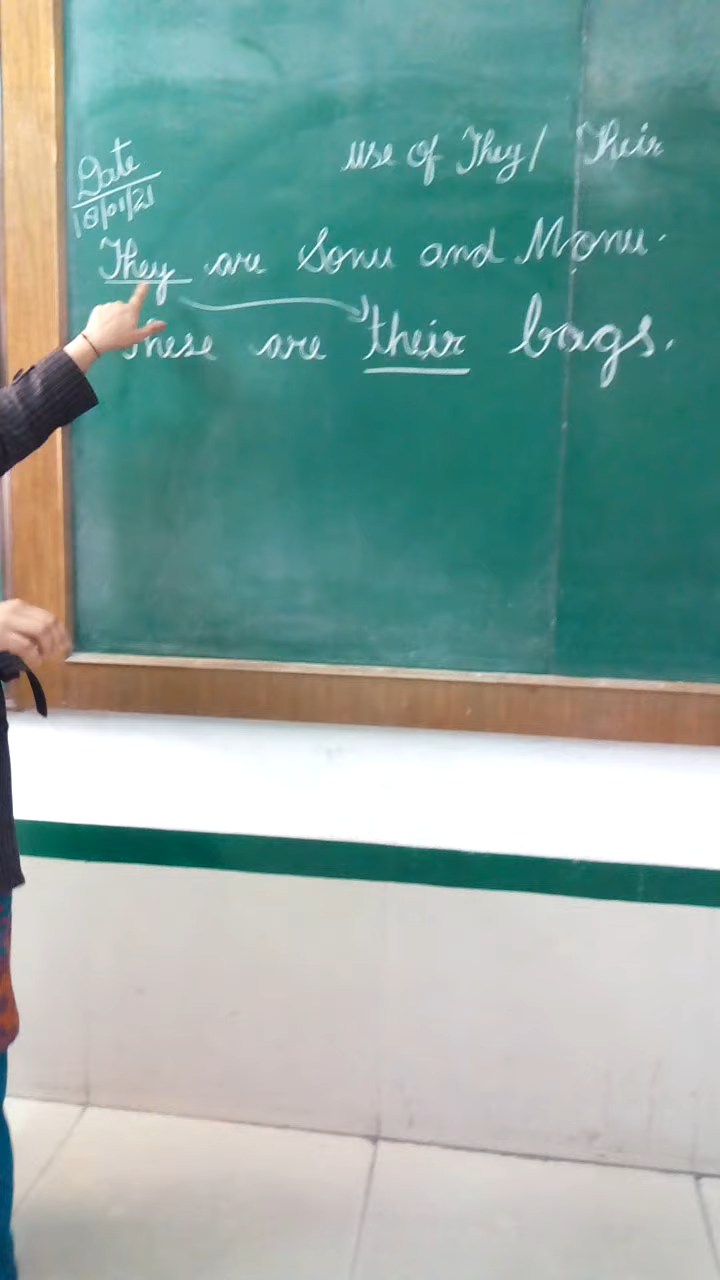 use of They/ Their
Date
18/01/21
They are Sonu and Monu.
These are their bags.